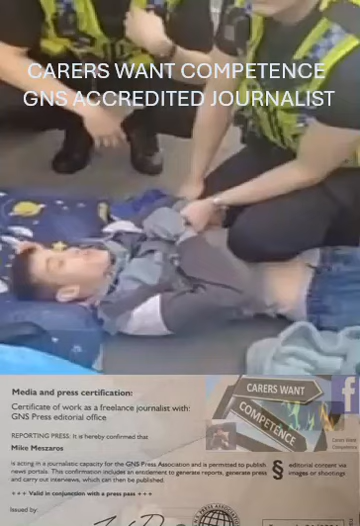 CARERS WANT COMPETENCE
GNS ACCREDITED JOURNALIST
Media and press certification:
Certificate of work as a freelance journalist with:
GNS Press editorial office
REPORTING PRESS: It is hereby confirmed that
Mike Meszaros
is acting in a journalistic capacity for the GNS Press Association and is permitted to publish
news portals. This confirmation includes an entitlement to generate reports, generate press
and carry out interviews, which can then be published.
§
editorial content via
images or shootings
+++ Valid in conjunction with a press pass +++
Issued by:
CARERS WANT
COMPETENCE
f
Carers Want
Competence